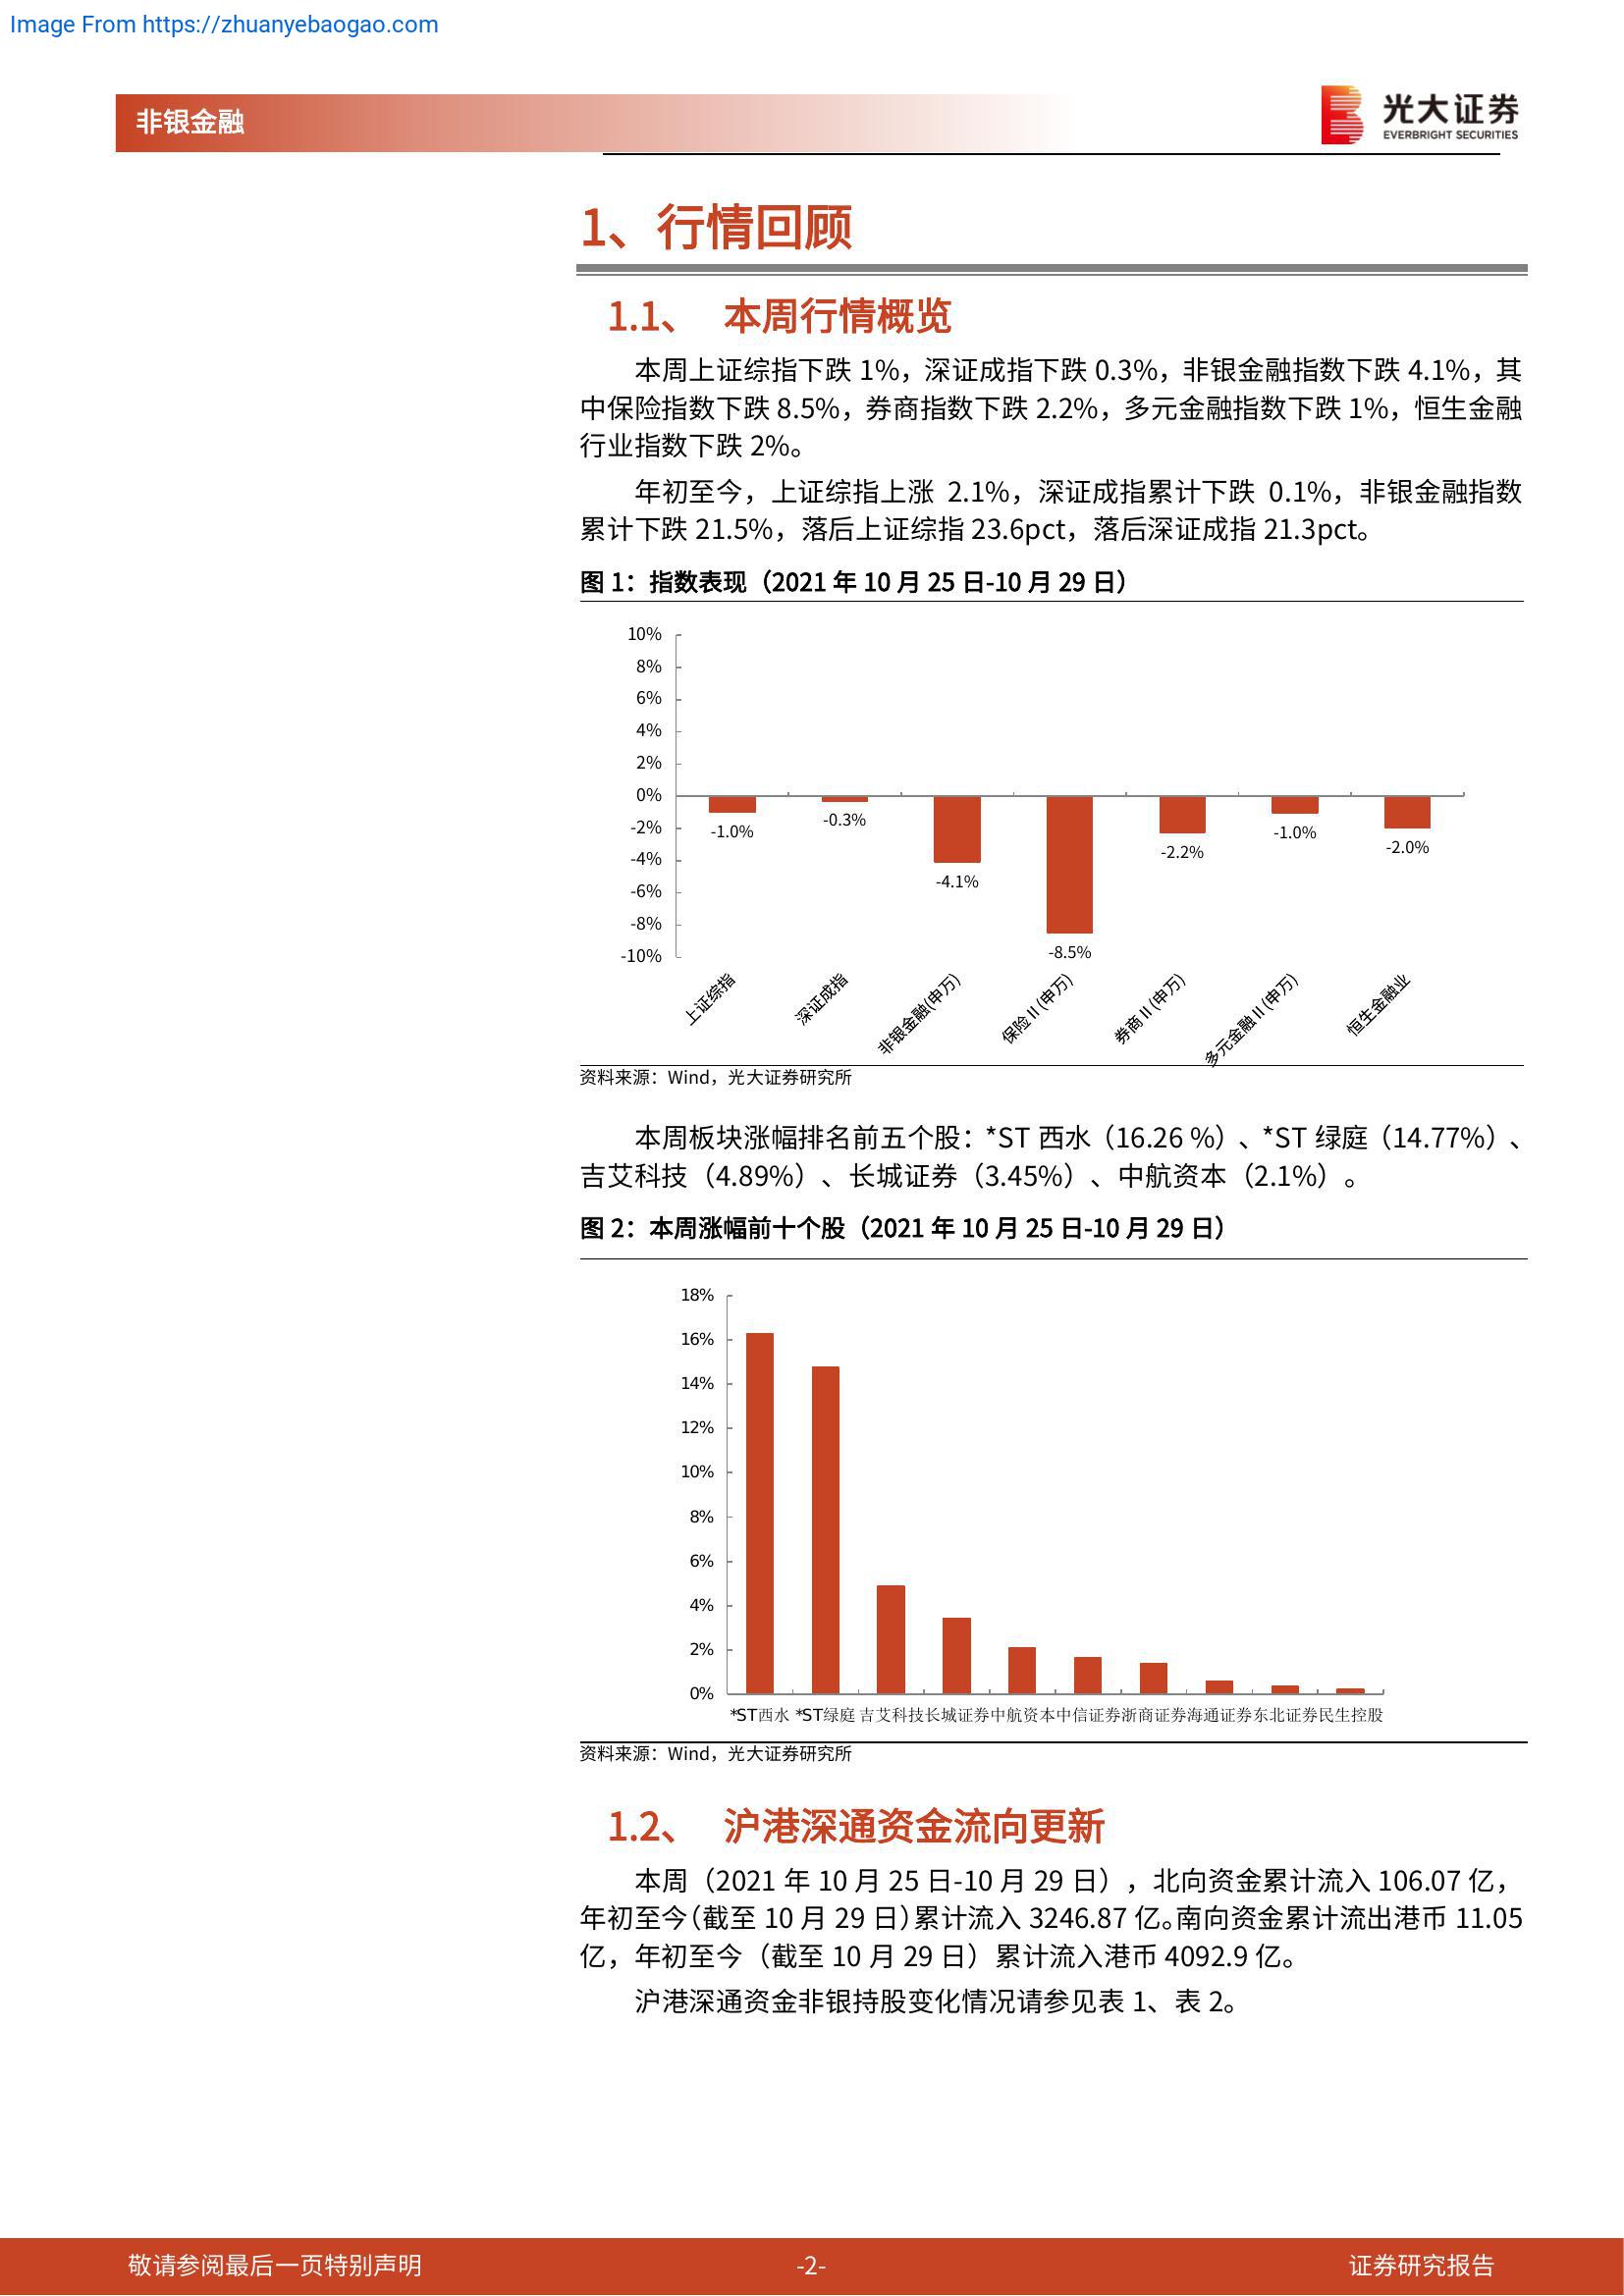 Image From https://zhuanyebaogao.com
非银金融
光大证券
EVERBRIGHT SECURITIES
1、行情回顾
1.1、 本周行情概览
本周上证综指下跌 1%，深证成指下跌 0.3%，非银金融指数下跌 4.1%，其
中保险指数下跌 8.5%，券商指数下跌 2.2%，多元金融指数下跌 1%，恒生金融
行业指数下跌 2%。
年初至今，上证综指上涨 2.1%，深证成指累计下跌 0.1%，非银金融指数
累计下跌 21.5%，落后上证综指 23.6pct，落后深证成指 21.3pct。
图 1：指数表现（2021 年 10 月 25 日-10 月 29 日）
10%
8%
6%
4%
2%
0%
-2%
-4%
-6%
-8%
-10%
-1.0%
-0.3%
-4.1%
-8.5%
-2.2%
-1.0%
-2.0%
上证综指
深证成指
非银金融(申万)
保险Ⅱ(申万)
券商Ⅱ(申万)
多元金融Ⅱ(申万)
恒生金融业
资料来源：Wind，光大证券研究所
本周板块涨幅排名前五个股：*ST 西水（16.26 %）、*ST 绿庭（14.77%）、
吉艾科技（4.89%）、长城证券（3.45%）、中航资本（2.1%）。
图 2：本周涨幅前十个股（2021 年 10 月 25 日-10 月 29 日）
18%
16%
14%
12%
10%
8%
6%
4%
2%
0%
*ST西水 *ST绿庭 吉艾科技长城证券中航资本中信证券浙商证券海通证券东北证券民生控股
资料来源：Wind，光大证券研究所
1.2、 沪港深通资金流向更新
本周（2021 年 10 月 25 日-10 月 29 日），北向资金累计流入 106.07 亿，
年初至今（截至 10 月 29 日）累计流入 3246.87 亿。南向资金累计流出港币 11.05
亿，年初至今（截至 10 月 29 日）累计流入港币 4092.9 亿。
沪港深通资金非银持股变化情况请参见表 1、表 2。
敬请参阅最后一页特别声明
-2-
证券研究报告